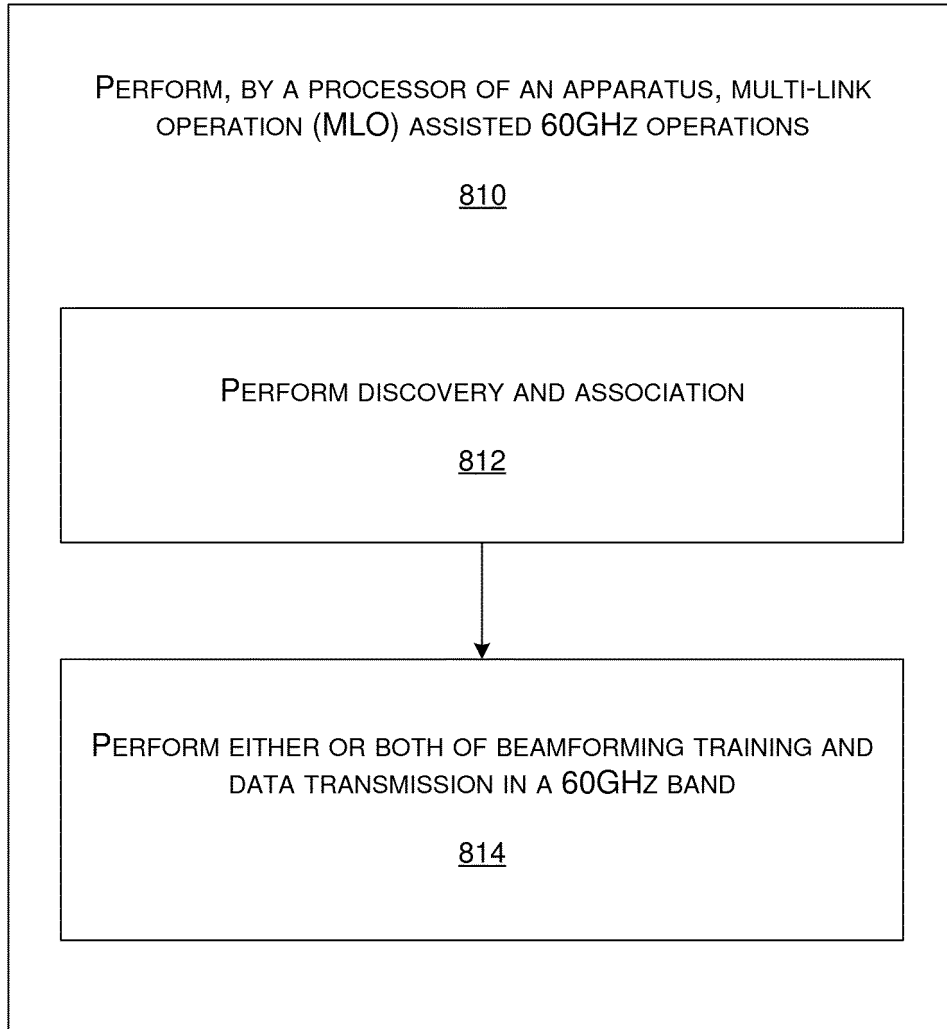 PERFORM, BY A PROCESSOR OF AN APPARATUS, MULTI-LINK
OPERATION (MLO) ASSISTED 60GHZ OPERATIONS
810
PERFORM DISCOVERY AND ASSOCIATION
812
PERFORM EITHER OR BOTH OF BEAMFORMING TRAINING AND
DATA TRANSMISSION IN A 60GHZ BAND
814